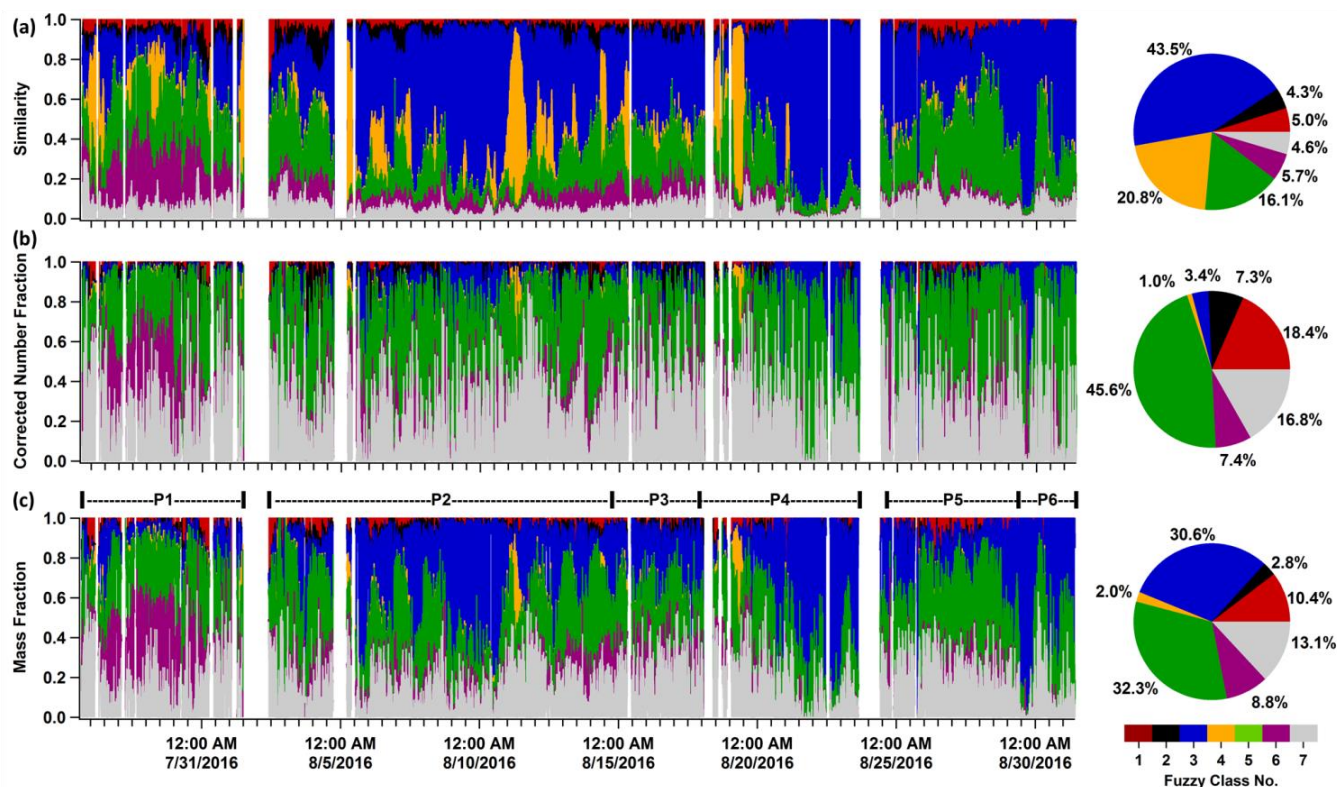 (a)
Similarity
1.0
0.8
0.6
0.4
0.2
0.0
43.5%
4.3%
5.0%
4.6%
5.7%
16.1%
20.8%
(b)
Corrected Number Fraction
1.0
0.8
0.6
0.4
0.2
0.0
1.0%
3.4%
7.3%
18.4%
45.6%
16.8%
7.4%
P1
P2
P3
P4
P5
P6
(c)
Mass Fraction
1.0
0.8
0.6
0.4
0.2
0.0
30.6%
2.8%
2.0%
10.4%
13.1%
32.3%
8.8%
12:00 AM 12:00 AM 12:00 AM 12:00 AM 12:00 AM 12:00 AM 12:00 AM
7/31/2016 8/5/2016 8/10/2016 8/15/2016 8/20/2016 8/25/2016 8/30/2016
1 2 3 4 5 6 7
Fuzzy Class No.